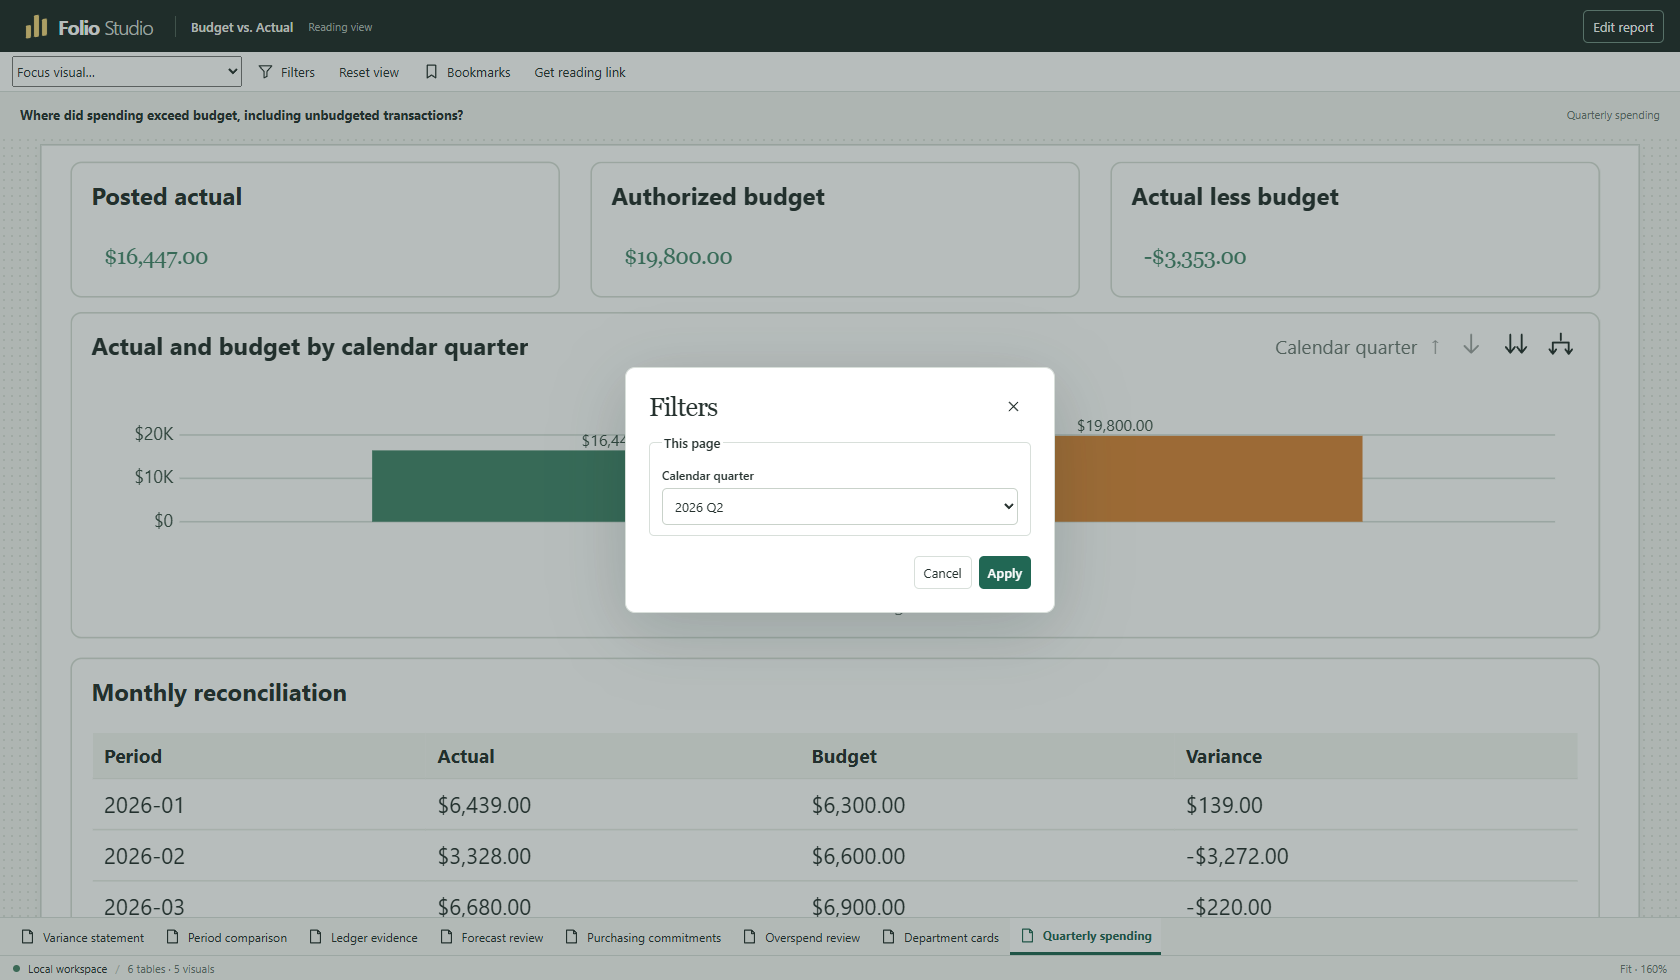 Folio Studio
Budget vs. Actual
Reading view
Edit report
Focus visual...
Filters
Reset view
Bookmarks
Get reading link
Where did spending exceed budget, including unbudgeted transactions?
Quarterly spending
Posted actual
$16,447.00
Authorized budget
$19,800.00
Actual less budget
-$3,353.00
Actual and budget by calendar quarter
Calendar quarter ↑
$20K
$10K
$0
$16,44
$19,800.00
Filters
This page
Calendar quarter
2026 Q2
Cancel
Apply
Monthly reconciliation
Period Actual Budget Variance
2026-01 $6,439.00 $6,300.00 $139.00
2026-02 $3,328.00 $6,600.00 -$3,272.00
2026-03 $6,680.00 $6,900.00 -$220.00
Variance statement
Period comparison
Ledger evidence
Forecast review
Purchasing commitments
Overspend review
Department cards
Quarterly spending
Local workspace / 6 tables · 5 visuals
Fit · 160%